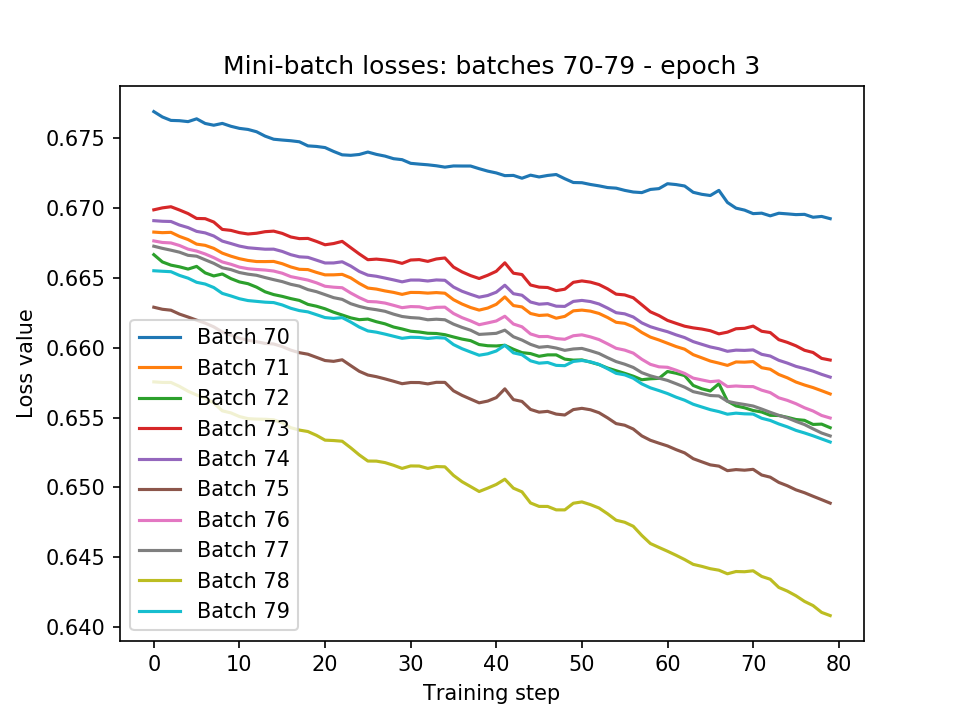 Mini-batch losses: batches 70-79 - epoch 3
0.675
0.670
0.665
0.660
0.655
0.650
0.645
0.640
Loss value
Batch 70
Batch 71
Batch 72
Batch 73
Batch 74
Batch 75
Batch 76
Batch 77
Batch 78
Batch 79
0 10 20 30 40 50 60 70 80
Training step